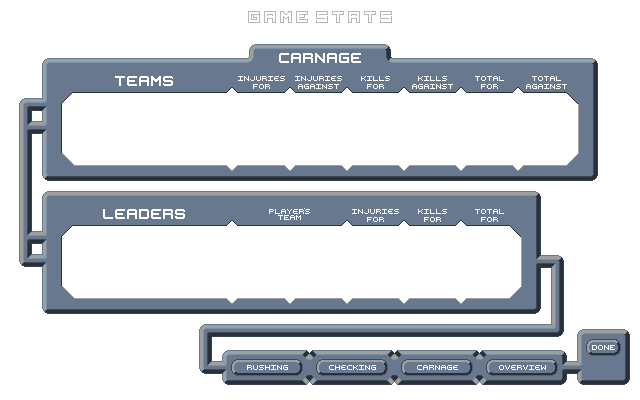 GAME STATS
CARNAGE
TEAMS
INJURIES FOR
INJURIES AGAINST
KILLS FOR
KILLS AGAINST
TOTAL FOR
TOTAL AGAINST
LEADERS
PLAYER'S TEAM
INJURIES FOR
KILLS FOR
TOTAL FOR
DONE
RUSHING
CHECKING
CARNAGE
OVERVIEW